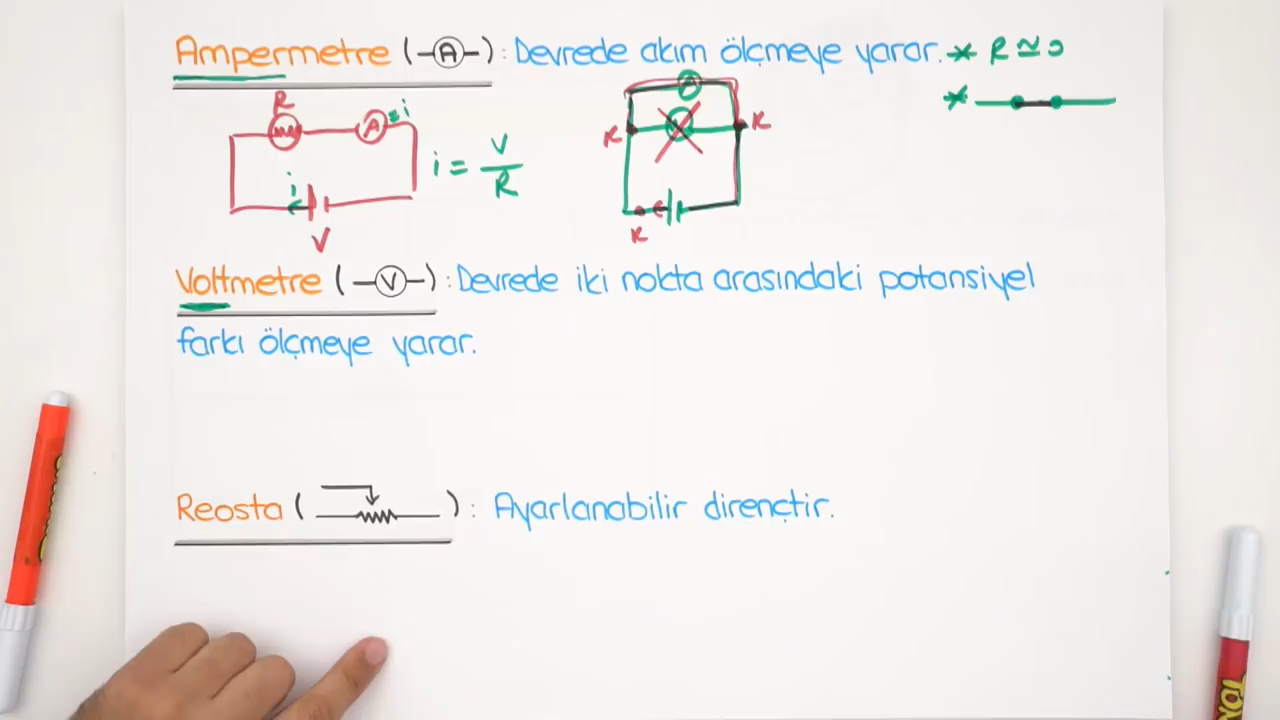 Ampermetre (-A-): Devrede akım ölçmeye yarar. * R ≃ 0
*
R
A = i
i = V/R
i
V
A
K
K
K
Voltmetre (-V-): Devrede iki nokta arasındaki potansiyel
farkı ölçmeye yarar.
Reosta ( ): Ayarlanabilir dirençtir.